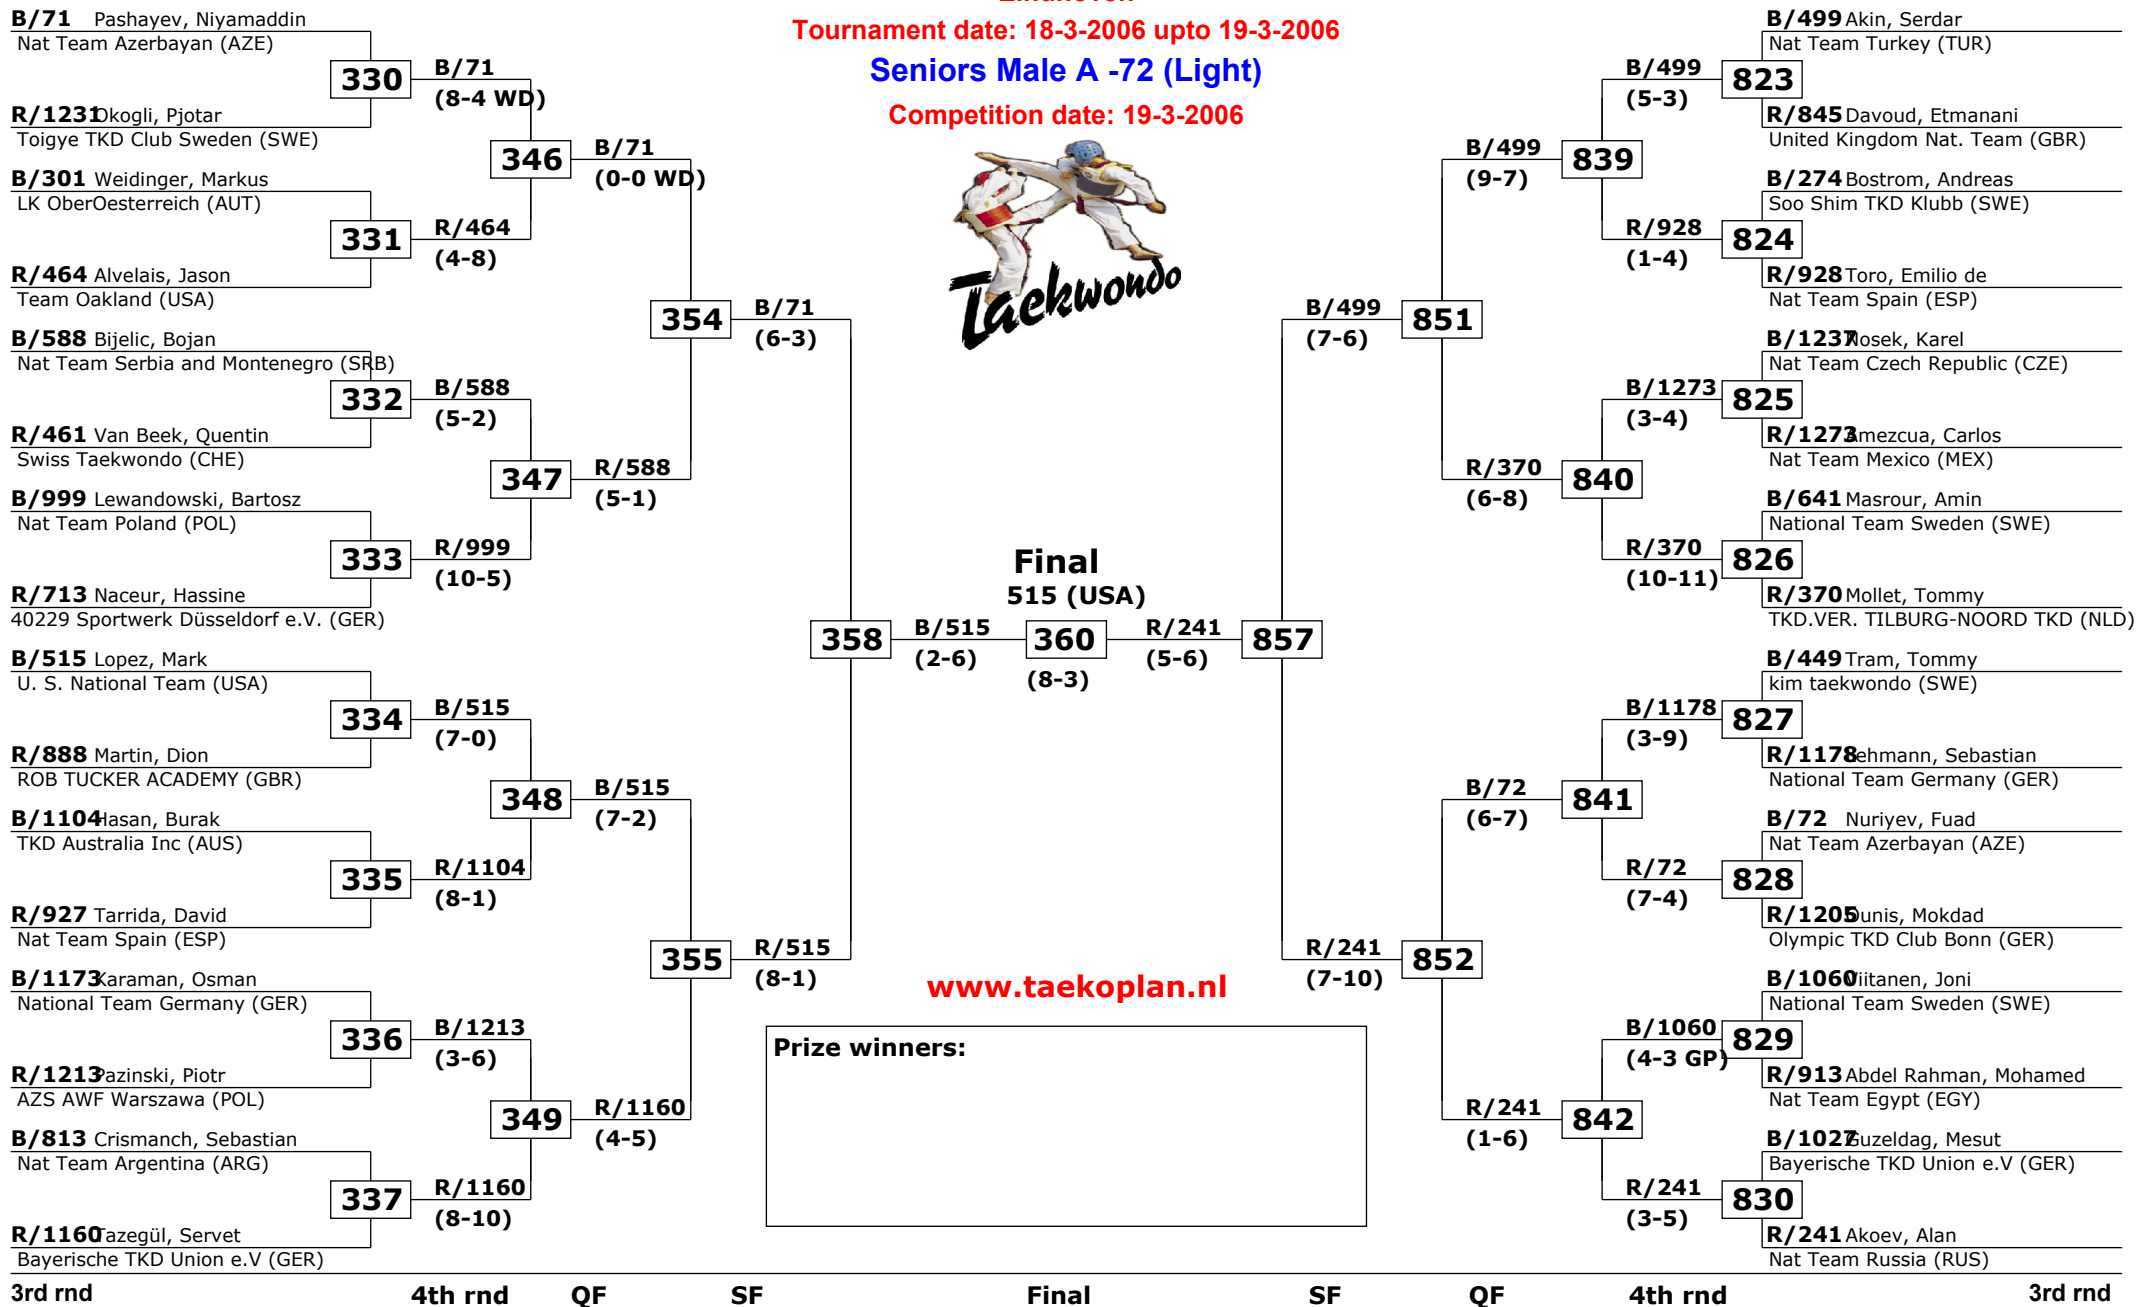 Eindhoven
Tournament date: 18-3-2006 upto 19-3-2006
Seniors Male A -72 (Light)
Competition date: 19-3-2006
Taekwondo
B/71 Pashayev, Niyamaddin
Nat Team Azerbayan (AZE)
330
B/71
(8-4 WD)
R/1231 Okogli, Pjotar
Toigye TKD Club Sweden (SWE)
346
B/71
(0-0 WD)
B/301 Weidinger, Markus
LK OberOesterreich (AUT)
331
R/464
(4-8)
R/464 Alvelais, Jason
Team Oakland (USA)
354
B/71
(6-3)
B/588 Bijelic, Bojan
Nat Team Serbia and Montenegro (SRB)
332
B/588
(5-2)
R/461 Van Beek, Quentin
Swiss Taekwondo (CHE)
347
R/588
(5-1)
B/999 Lewandowski, Bartosz
Nat Team Poland (POL)
333
R/999
(10-5)
R/713 Naceur, Hassine
40229 Sportwerk Düsseldorf e.V. (GER)
358
B/515
(2-6)
B/515 Lopez, Mark
U. S. National Team (USA)
334
B/515
(7-0)
R/888 Martin, Dion
ROB TUCKER ACADEMY (GBR)
348
B/515
(7-2)
B/1104 Hasan, Burak
TKD Australia Inc (AUS)
335
R/1104
(8-1)
R/927 Tarrida, David
Nat Team Spain (ESP)
355
R/515
(8-1)
B/1173 Karaman, Osman
National Team Germany (GER)
336
B/1213
(3-6)
R/1213 Pazinski, Piotr
AZS AWF Warszawa (POL)
349
R/1160
(4-5)
B/813 Crismanch, Sebastian
Nat Team Argentina (ARG)
337
R/1160
(8-10)
R/1160 Tazegül, Servet
Bayerische TKD Union e.V (GER)
Final
515 (USA)
360
(8-3)
R/241
(5-6)
857
B/499 Akin, Serdar
Nat Team Turkey (TUR)
B/499
(5-3)
823
R/845 Davoud, Etmanani
United Kingdom Nat. Team (GBR)
B/499
(9-7)
839
B/274 Bostrom, Andreas
Soo Shim TKD Klubb (SWE)
R/928
(1-4)
824
R/928 Toro, Emilio de
Nat Team Spain (ESP)
B/499
(7-6)
851
B/1237 Nosek, Karel
Nat Team Czech Republic (CZE)
B/1273
(3-4)
825
R/1273 Amezcua, Carlos
Nat Team Mexico (MEX)
R/370
(6-8)
840
B/641 Masrour, Amin
National Team Sweden (SWE)
R/370
(10-11)
826
R/370 Mollet, Tommy
TKD.VER. TILBURG-NOORD TKD (NLD)
B/449 Tram, Tommy
kim taekwondo (SWE)
B/1178
(3-9)
827
R/1178 Lehmann, Sebastian
National Team Germany (GER)
B/72
(6-7)
841
B/72 Nuriyev, Fuad
Nat Team Azerbayan (AZE)
R/72
(7-4)
828
R/1205 Ounis, Mokdad
Olympic TKD Club Bonn (GER)
R/241
(7-10)
852
B/1060 Viitanen, Joni
National Team Sweden (SWE)
B/1060
(4-3 GP)
829
R/913 Abdel Rahman, Mohamed
Nat Team Egypt (EGY)
R/241
(1-6)
842
B/1027 Guzeldag, Mesut
Bayerische TKD Union e.V (GER)
R/241
(3-5)
830
R/241 Akoev, Alan
Nat Team Russia (RUS)
www.taekoplan.nl
Prize winners:
3rd rnd 4th rnd QF SF Final SF QF 4th rnd 3rd rnd